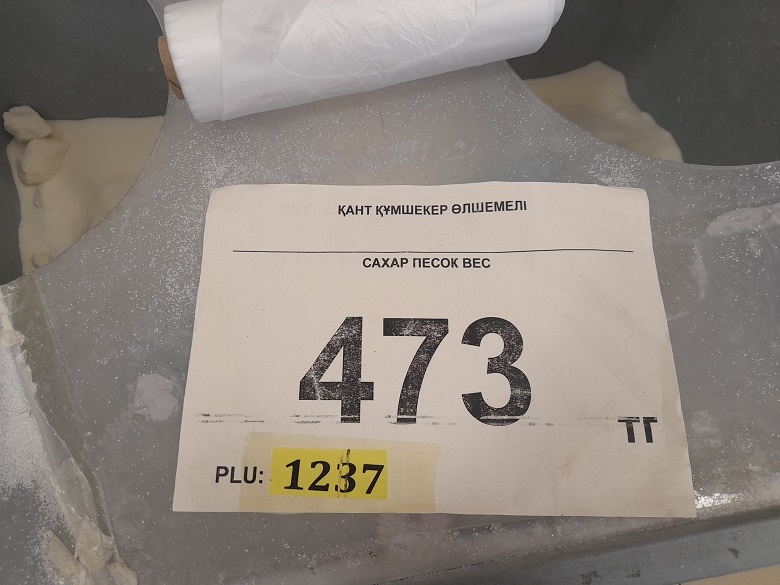 ҚАНТ ҚҰМШЕКЕР ӨЛШЕМЕЛІ
САХАР ПЕСОК ВЕС
473
тг
PLU: 1237